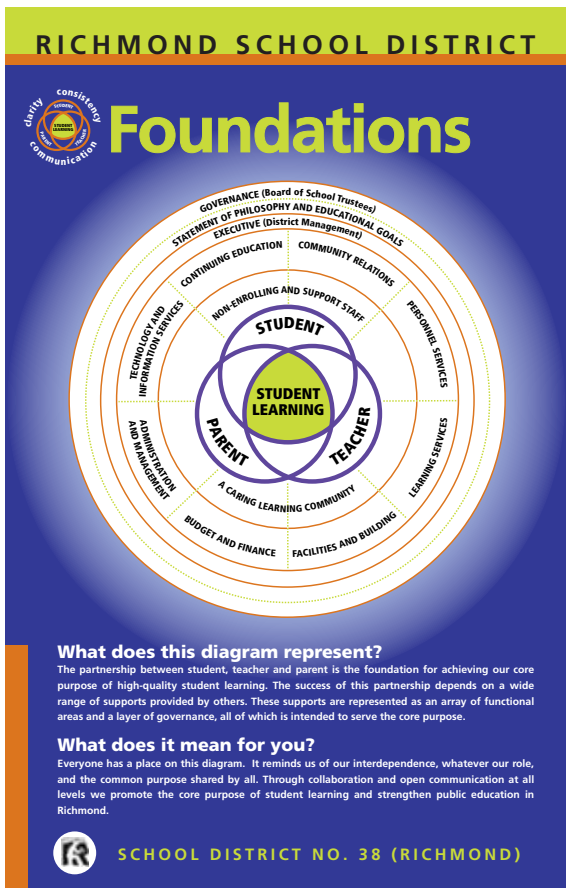 RICHMOND SCHOOL DISTRICT
clarity consistency
communication
STUDENT
STUDENT
LEARNING
PARENT
TEACHER
Foundations
GOVERNANCE (Board of School Trustees)
STATEMENT OF PHILOSOPHY AND EDUCATIONAL GOALS
EXECUTIVE (District Management)
CONTINUING EDUCATION
COMMUNITY RELATIONS
TECHNOLOGY AND
INFORMATION SERVICES
NON-ENROLLING AND SUPPORT STAFF
PERSONNEL SERVICES
STUDENT
STUDENT
LEARNING
PARENT
TEACHER
ADMINISTRATION
AND MANAGEMENT
LEARNING SERVICES
A CARING LEARNING COMMUNITY
BUDGET AND FINANCE
FACILITIES AND BUILDING
What does this diagram represent?
The partnership between student, teacher and parent is the foundation for achieving our core
purpose of high-quality student learning. The success of this partnership depends on a wide
range of supports provided by others. These supports are represented as an array of functional
areas and a layer of governance, all of which is intended to serve the core purpose.
What does it mean for you?
Everyone has a place on this diagram. It reminds us of our interdependence, whatever our role,
and the common purpose shared by all. Through collaboration and open communication at all
levels we promote the core purpose of student learning and strengthen public education in
Richmond.
SCHOOL DISTRICT NO. 38 (RICHMOND)